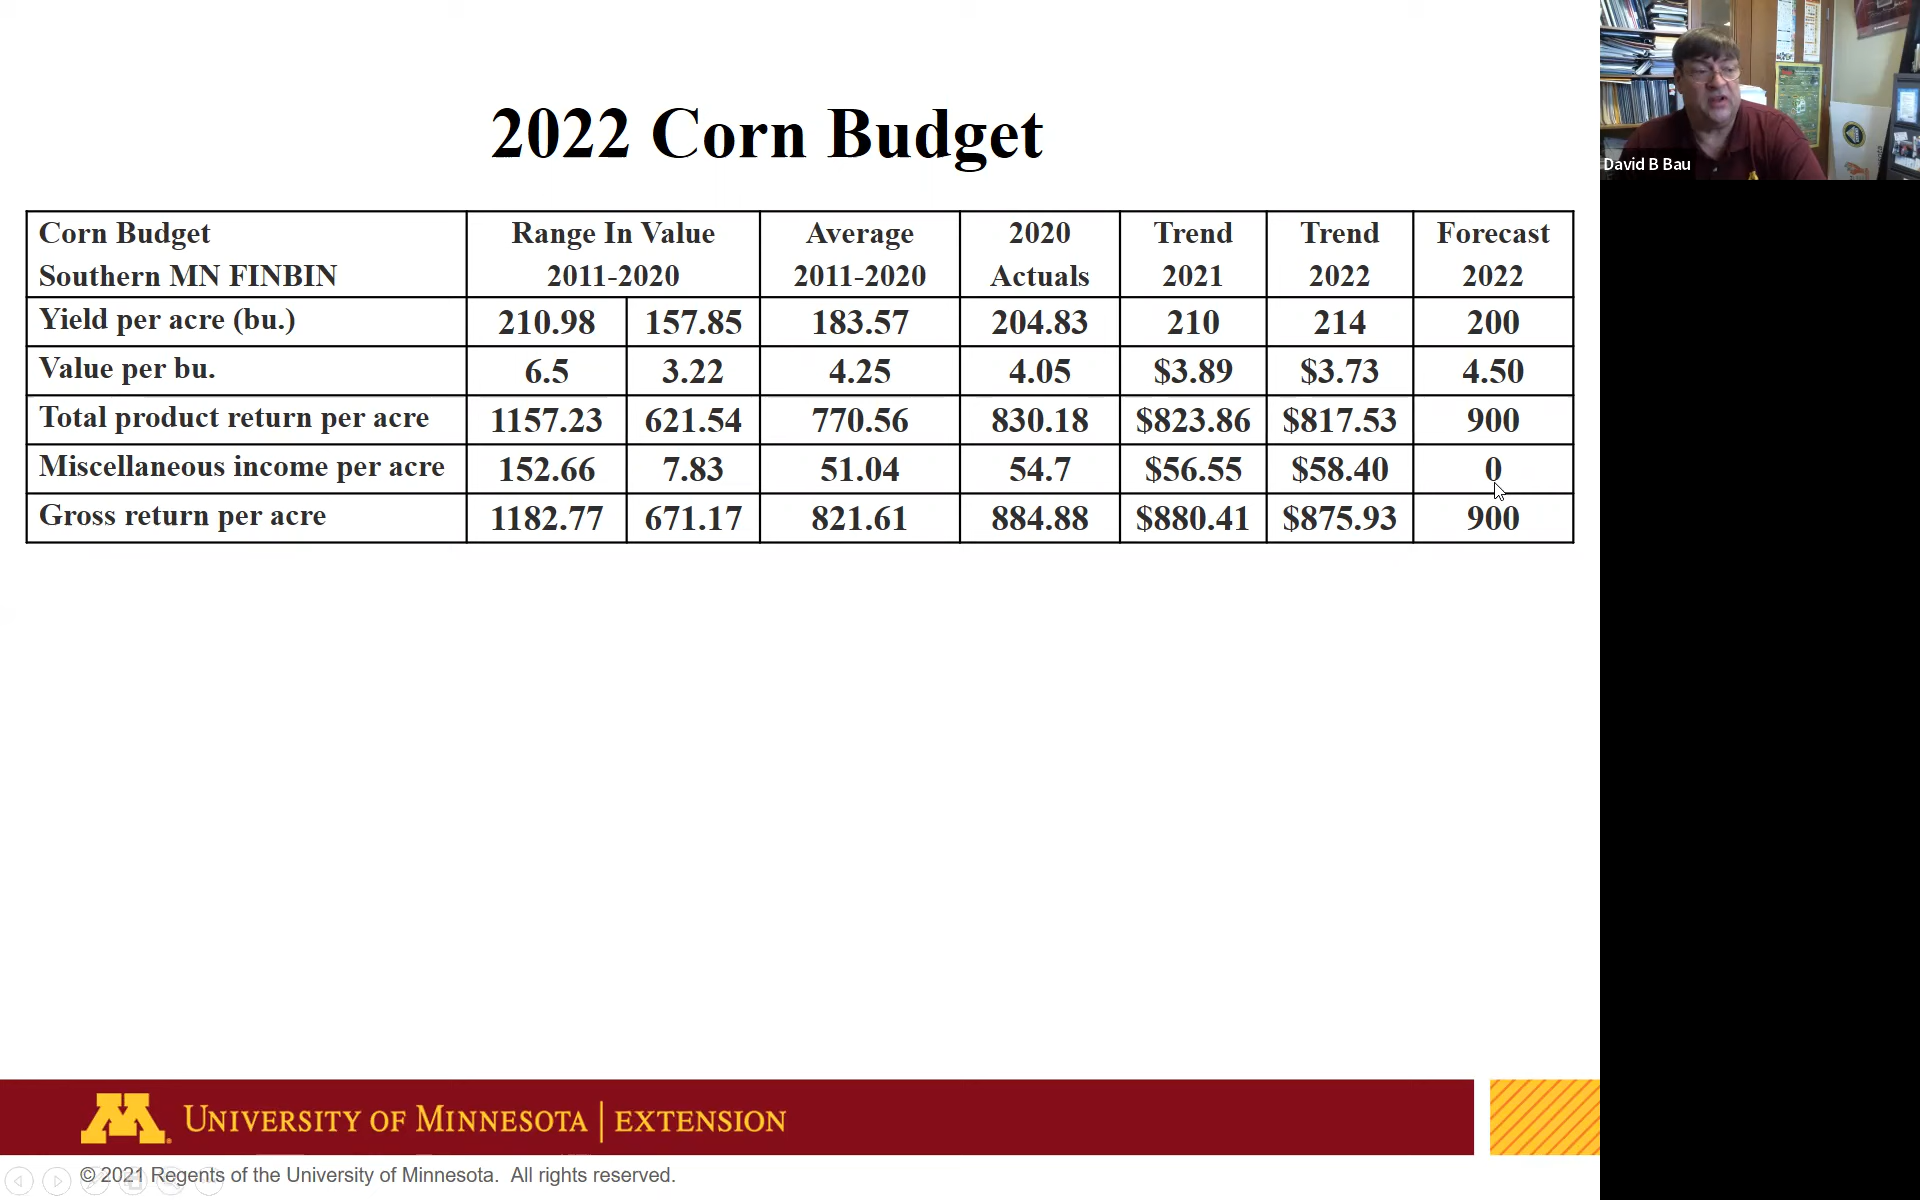 2022 Corn Budget
David B Bau
Corn Budget Southern MN FINBIN | Range In Value 2011-2020 | Average 2011-2020 | 2020 Actuals | Trend 2021 | Trend 2022 | Forecast 2022
Yield per acre (bu.) | 210.98 | 157.85 | 183.57 | 204.83 | 210 | 214 | 200
Value per bu. | 6.5 | 3.22 | 4.25 | 4.05 | $3.89 | $3.73 | 4.50
Total product return per acre | 1157.23 | 621.54 | 770.56 | 830.18 | $823.86 | $817.53 | 900
Miscellaneous income per acre | 152.66 | 7.83 | 51.04 | 54.7 | $56.55 | $58.40 | 0
Gross return per acre | 1182.77 | 671.17 | 821.61 | 884.88 | $880.41 | $875.93 | 900
UNIVERSITY OF MINNESOTA | EXTENSION
© 2021 Regents of the University of Minnesota. All rights reserved.